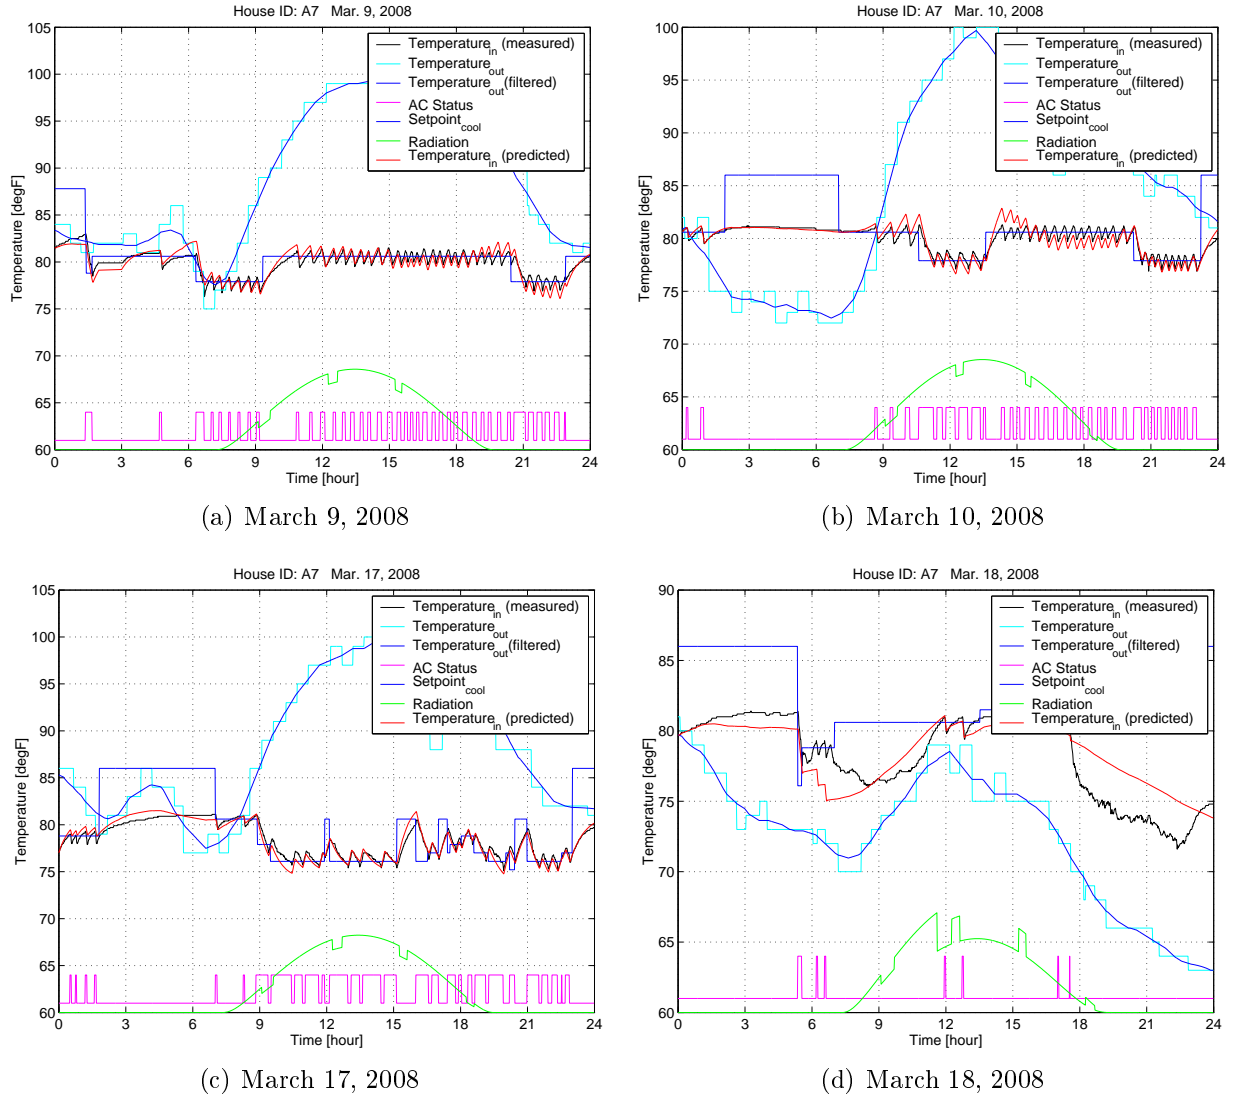 House ID: A7 Mar. 9, 2008
105
100
95
90
85
80
75
70
65
60
Temperature [degF]
0 3 6 9 12 15 18 21 24
Time [hour]
Temperature_in (measured)
Temperature_out
Temperature_out (filtered)
AC Status
Setpoint_cool
Radiation
Temperature_in (predicted)
(a) March 9, 2008
House ID: A7 Mar. 10, 2008
100
95
90
85
80
75
70
65
60
Temperature [degF]
0 3 6 9 12 15 18 21 24
Time [hour]
Temperature_in (measured)
Temperature_out
Temperature_out (filtered)
AC Status
Setpoint_cool
Radiation
Temperature_in (predicted)
(b) March 10, 2008
House ID: A7 Mar. 17, 2008
105
100
95
90
85
80
75
70
65
60
Temperature [degF]
0 3 6 9 12 15 18 21 24
Time [hour]
Temperature_in (measured)
Temperature_out
Temperature_out (filtered)
AC Status
Setpoint_cool
Radiation
Temperature_in (predicted)
(c) March 17, 2008
House ID: A7 Mar. 18, 2008
90
85
80
75
70
65
60
Temperature [degF]
0 3 6 9 12 15 18 21 24
Time [hour]
Temperature_in (measured)
Temperature_out
Temperature_out (filtered)
AC Status
Setpoint_cool
Radiation
Temperature_in (predicted)
(d) March 18, 2008